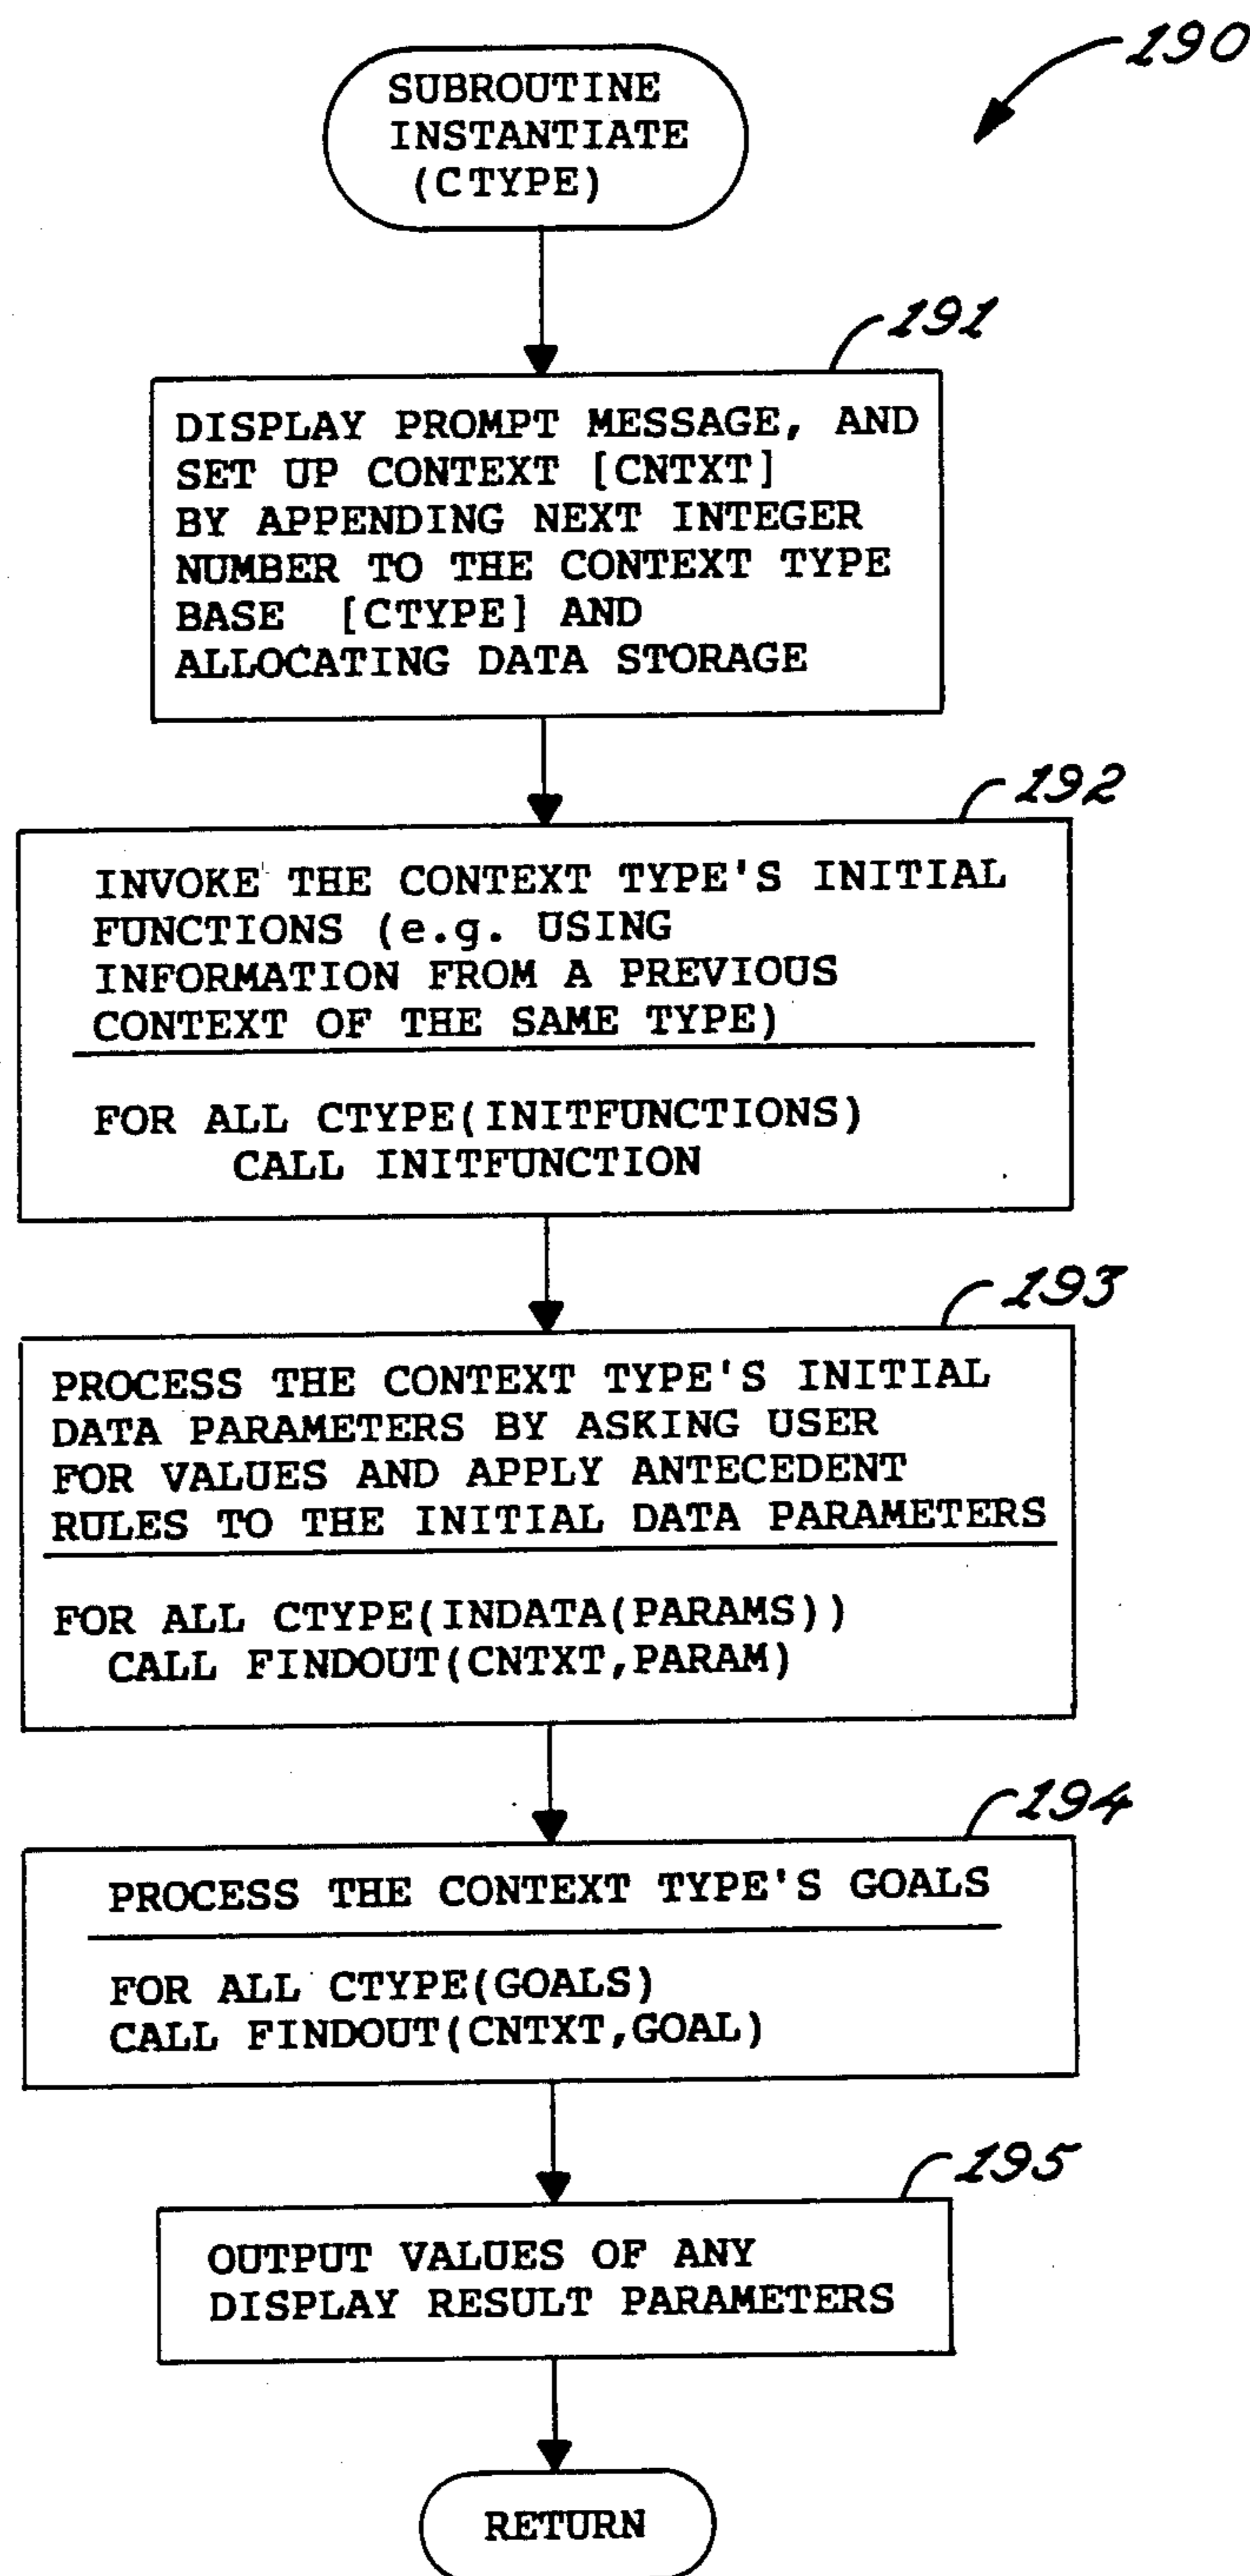 190
SUBROUTINE
INSTANTIATE
(CTYPE)
191
DISPLAY PROMPT MESSAGE, AND
SET UP CONTEXT [CNTXT]
BY APPENDING NEXT INTEGER
NUMBER TO THE CONTEXT TYPE
BASE [CTYPE] AND
ALLOCATING DATA STORAGE
192
INVOKE THE CONTEXT TYPE'S INITIAL
FUNCTIONS (e.g. USING
INFORMATION FROM A PREVIOUS
CONTEXT OF THE SAME TYPE)
FOR ALL CTYPE(INITFUNCTIONS)
CALL INITFUNCTION
193
PROCESS THE CONTEXT TYPE'S INITIAL
DATA PARAMETERS BY ASKING USER
FOR VALUES AND APPLY ANTECEDENT
RULES TO THE INITIAL DATA PARAMETERS
FOR ALL CTYPE(INDATA(PARAMS))
CALL FINDOUT(CNTXT,PARAM)
194
PROCESS THE CONTEXT TYPE'S GOALS
FOR ALL CTYPE(GOALS)
CALL FINDOUT(CNTXT,GOAL)
195
OUTPUT VALUES OF ANY
DISPLAY RESULT PARAMETERS
RETURN